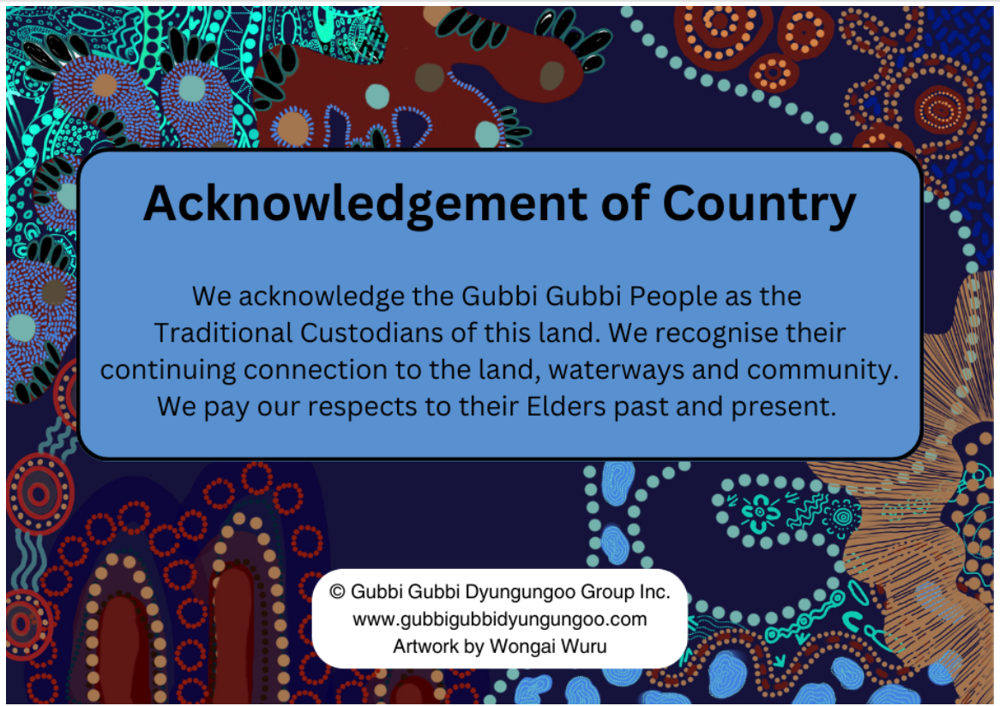 Acknowledgement of Country
We acknowledge the Gubbi Gubbi People as the
Traditional Custodians of this land. We recognise their
continuing connection to the land, waterways and community.
We pay our respects to their Elders past and present.
© Gubbi Gubbi Dyungungoo Group Inc.
www.gubbigubbidyungungoo.com
Artwork by Wongai Wuru